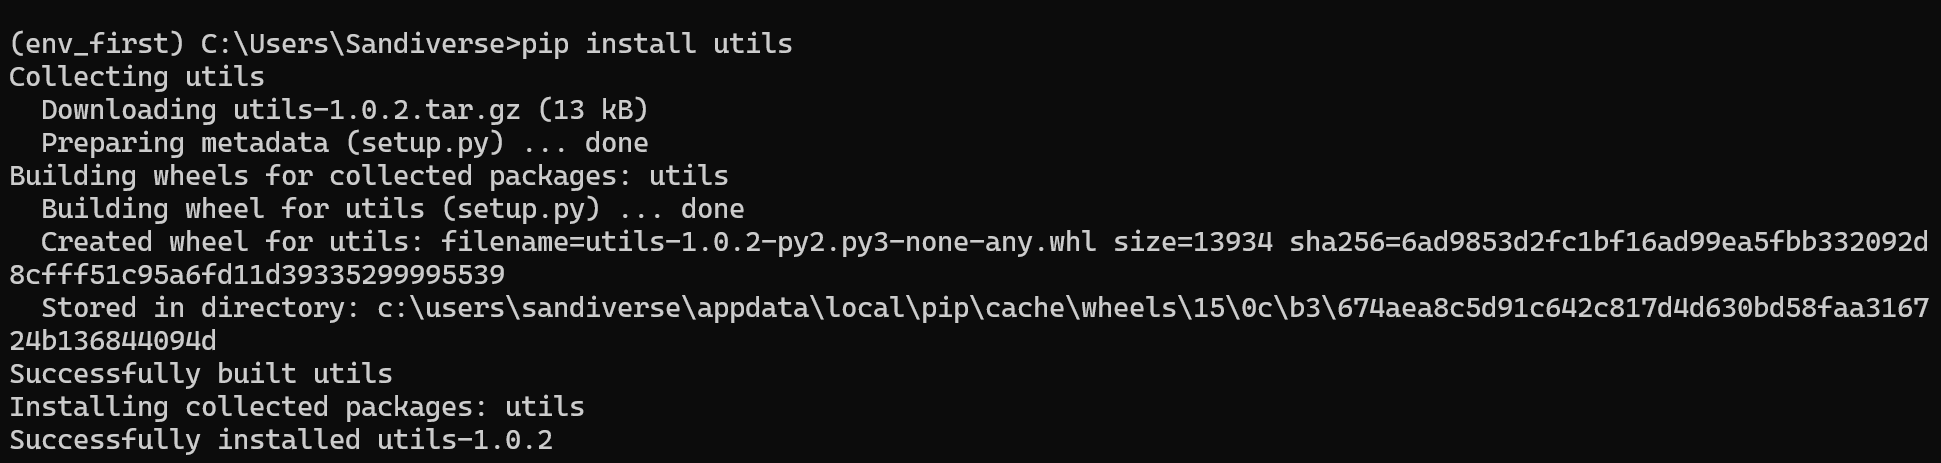 (env_first) C:\Users\Sandiverse>pip install utils
Collecting utils
  Downloading utils-1.0.2.tar.gz (13 kB)
  Preparing metadata (setup.py) ... done
Building wheels for collected packages: utils
  Building wheel for utils (setup.py) ... done
  Created wheel for utils: filename=utils-1.0.2-py2.py3-none-any.whl size=13934 sha256=6ad9853d2fc1bf16ad99ea5fbb332092d
8cfff51c95a6fd11d39335299995539
  Stored in directory: c:\users\sandiverse\appdata\local\pip\cache\wheels\15\0c\b3\674aea8c5d91c642c817d4d630bd58faa3167
24b136844094d
Successfully built utils
Installing collected packages: utils
Successfully installed utils-1.0.2